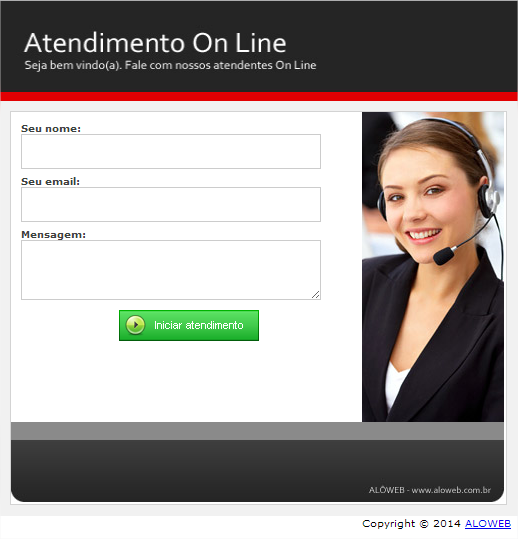 Atendimento On Line
Seja bem vindo(a). Fale com nossos atendentes On Line
Seu nome:
Seu email:
Mensagem:
Iniciar atendimento
ALÔWEB - www.aloweb.com.br
Copyright © 2014 ALOWEB